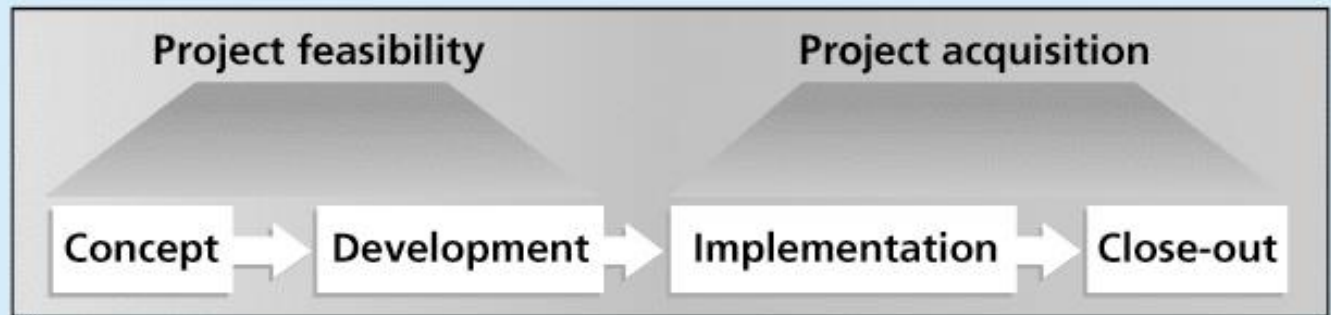 Project feasibility
Project acquisition
Concept
Development
Implementation
Close-out